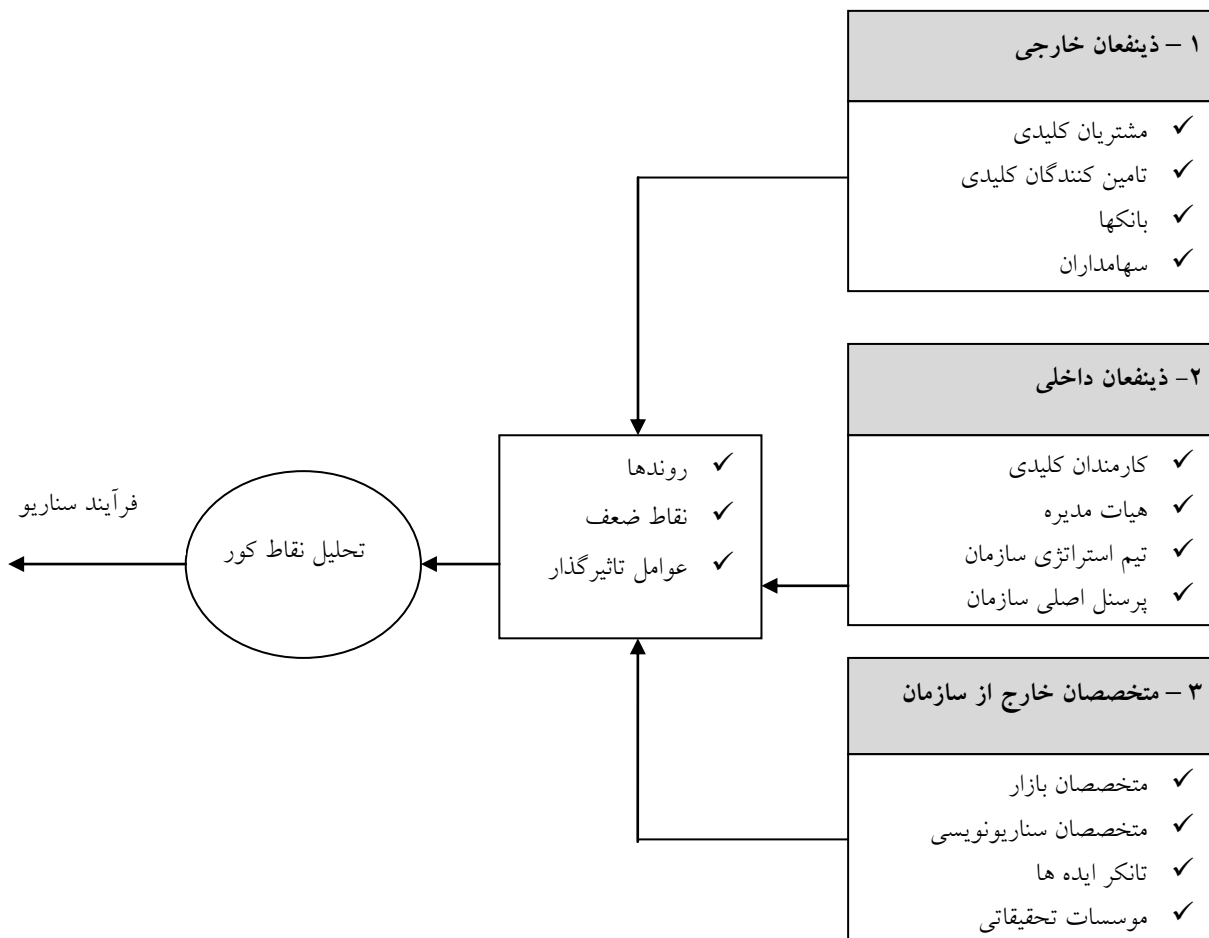 ۱ – ذینفعان خارجی
✓ مشتریان کلیدی
✓ تامین کنندگان کلیدی
✓ بانکها
✓ سهامداران
۲- ذینفعان داخلی
✓ کارمندان کلیدی
✓ هیات مدیره
✓ تیم استراتژی سازمان
✓ پرسنل اصلی سازمان
۳ – متخصصان خارج از سازمان
✓ متخصصان بازار
✓ متخصصان سناریونویسی
✓ تانکر ایده ها
✓ موسسات تحقیقاتی
✓ روندها
✓ نقاط ضعف
✓ عوامل تاثیرگذار
تحلیل نقاط کور
فرآیند سناریو